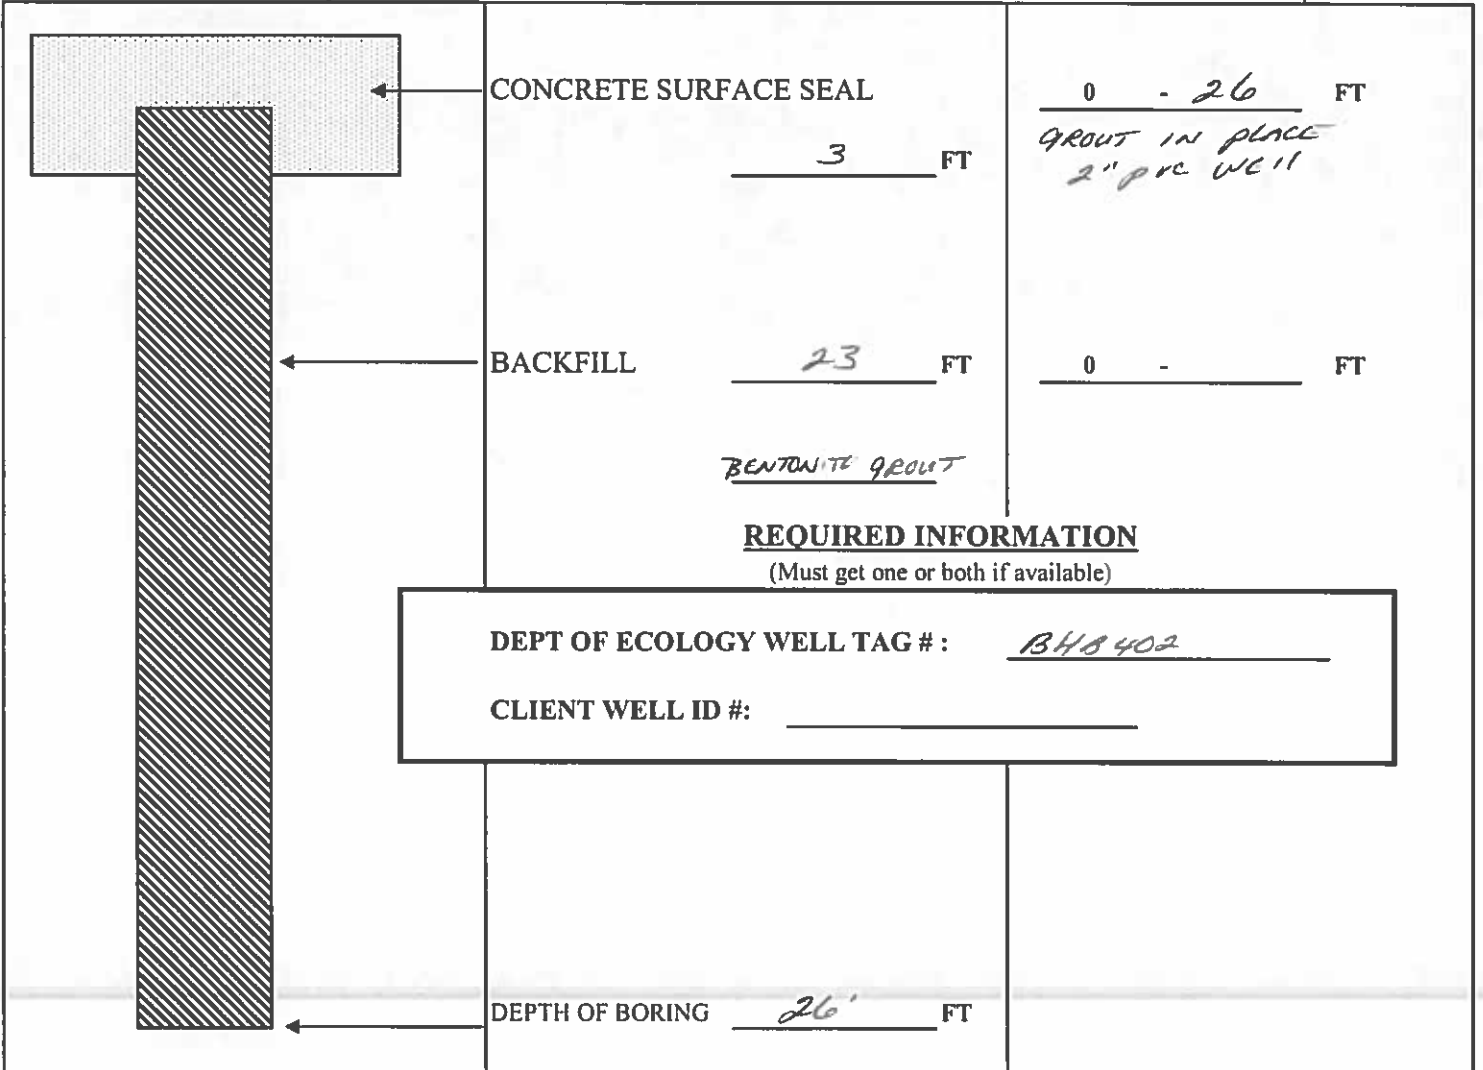 CONCRETE SURFACE SEAL 0 - 26 FT
3 FT GROUT IN PLACE
2" PVC WELL
BACKFILL 23 FT 0 - FT
BENTONITE GROUT
REQUIRED INFORMATION
(Must get one or both if available)
DEPT OF ECOLOGY WELL TAG # : BHB402
CLIENT WELL ID #:
DEPTH OF BORING 26' FT